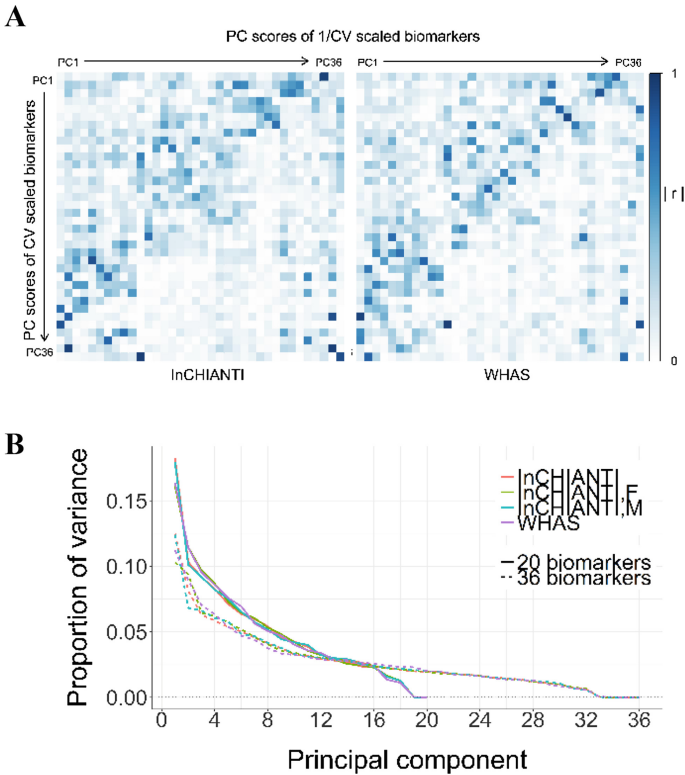 A
PC scores of 1/CV scaled biomarkers
PC1 PC36 PC1 PC36
PC1
PC scores of CV scaled biomarkers
PC36
1
|r|
0
InCHIANTI WHAS
B
Proportion of variance
0.15
0.10
0.05
0.00
InCHIANTI
InCHIANTI,F
InCHIANTI,M
WHAS
20 biomarkers
36 biomarkers
0 4 8 12 16 20 24 28 32 36
Principal component